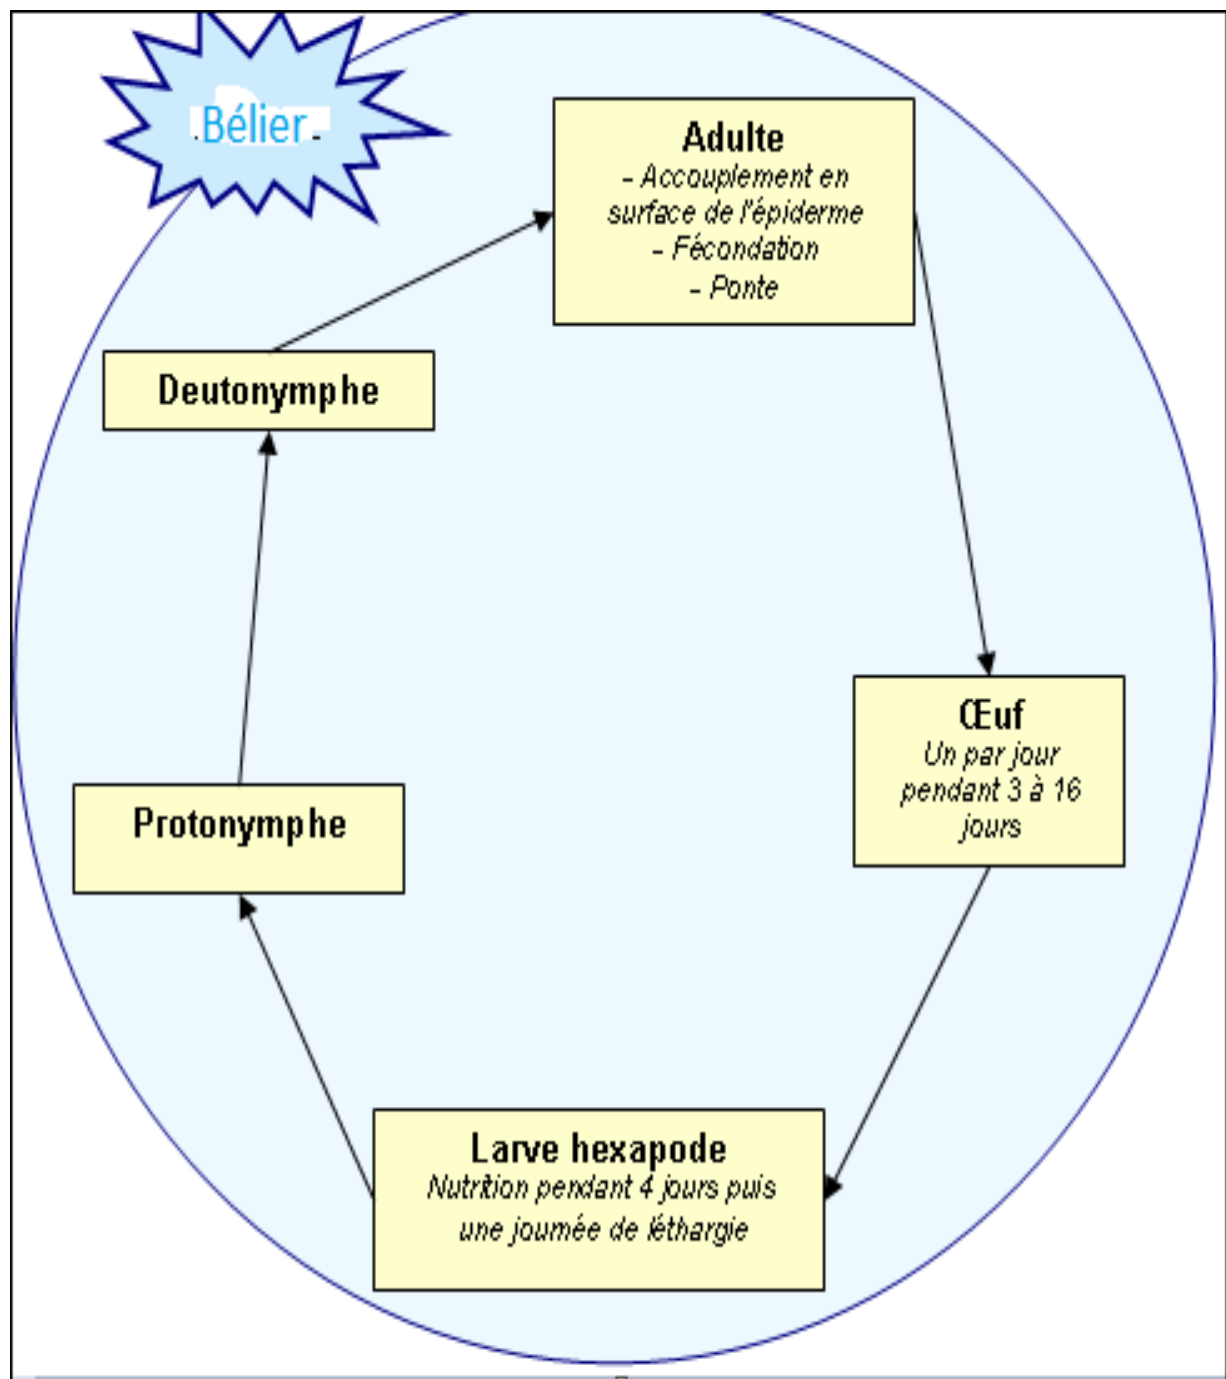 Bélier
Adulte
- Accouplement en
surface de l'épiderme
- Fécondation
- Ponte
Deutonymphe
Œuf
Un par jour
pendant 3 à 16
jours
Protonymphe
Larve hexapode
Nutrition pendant 4 jours puis
une journée de léthargie